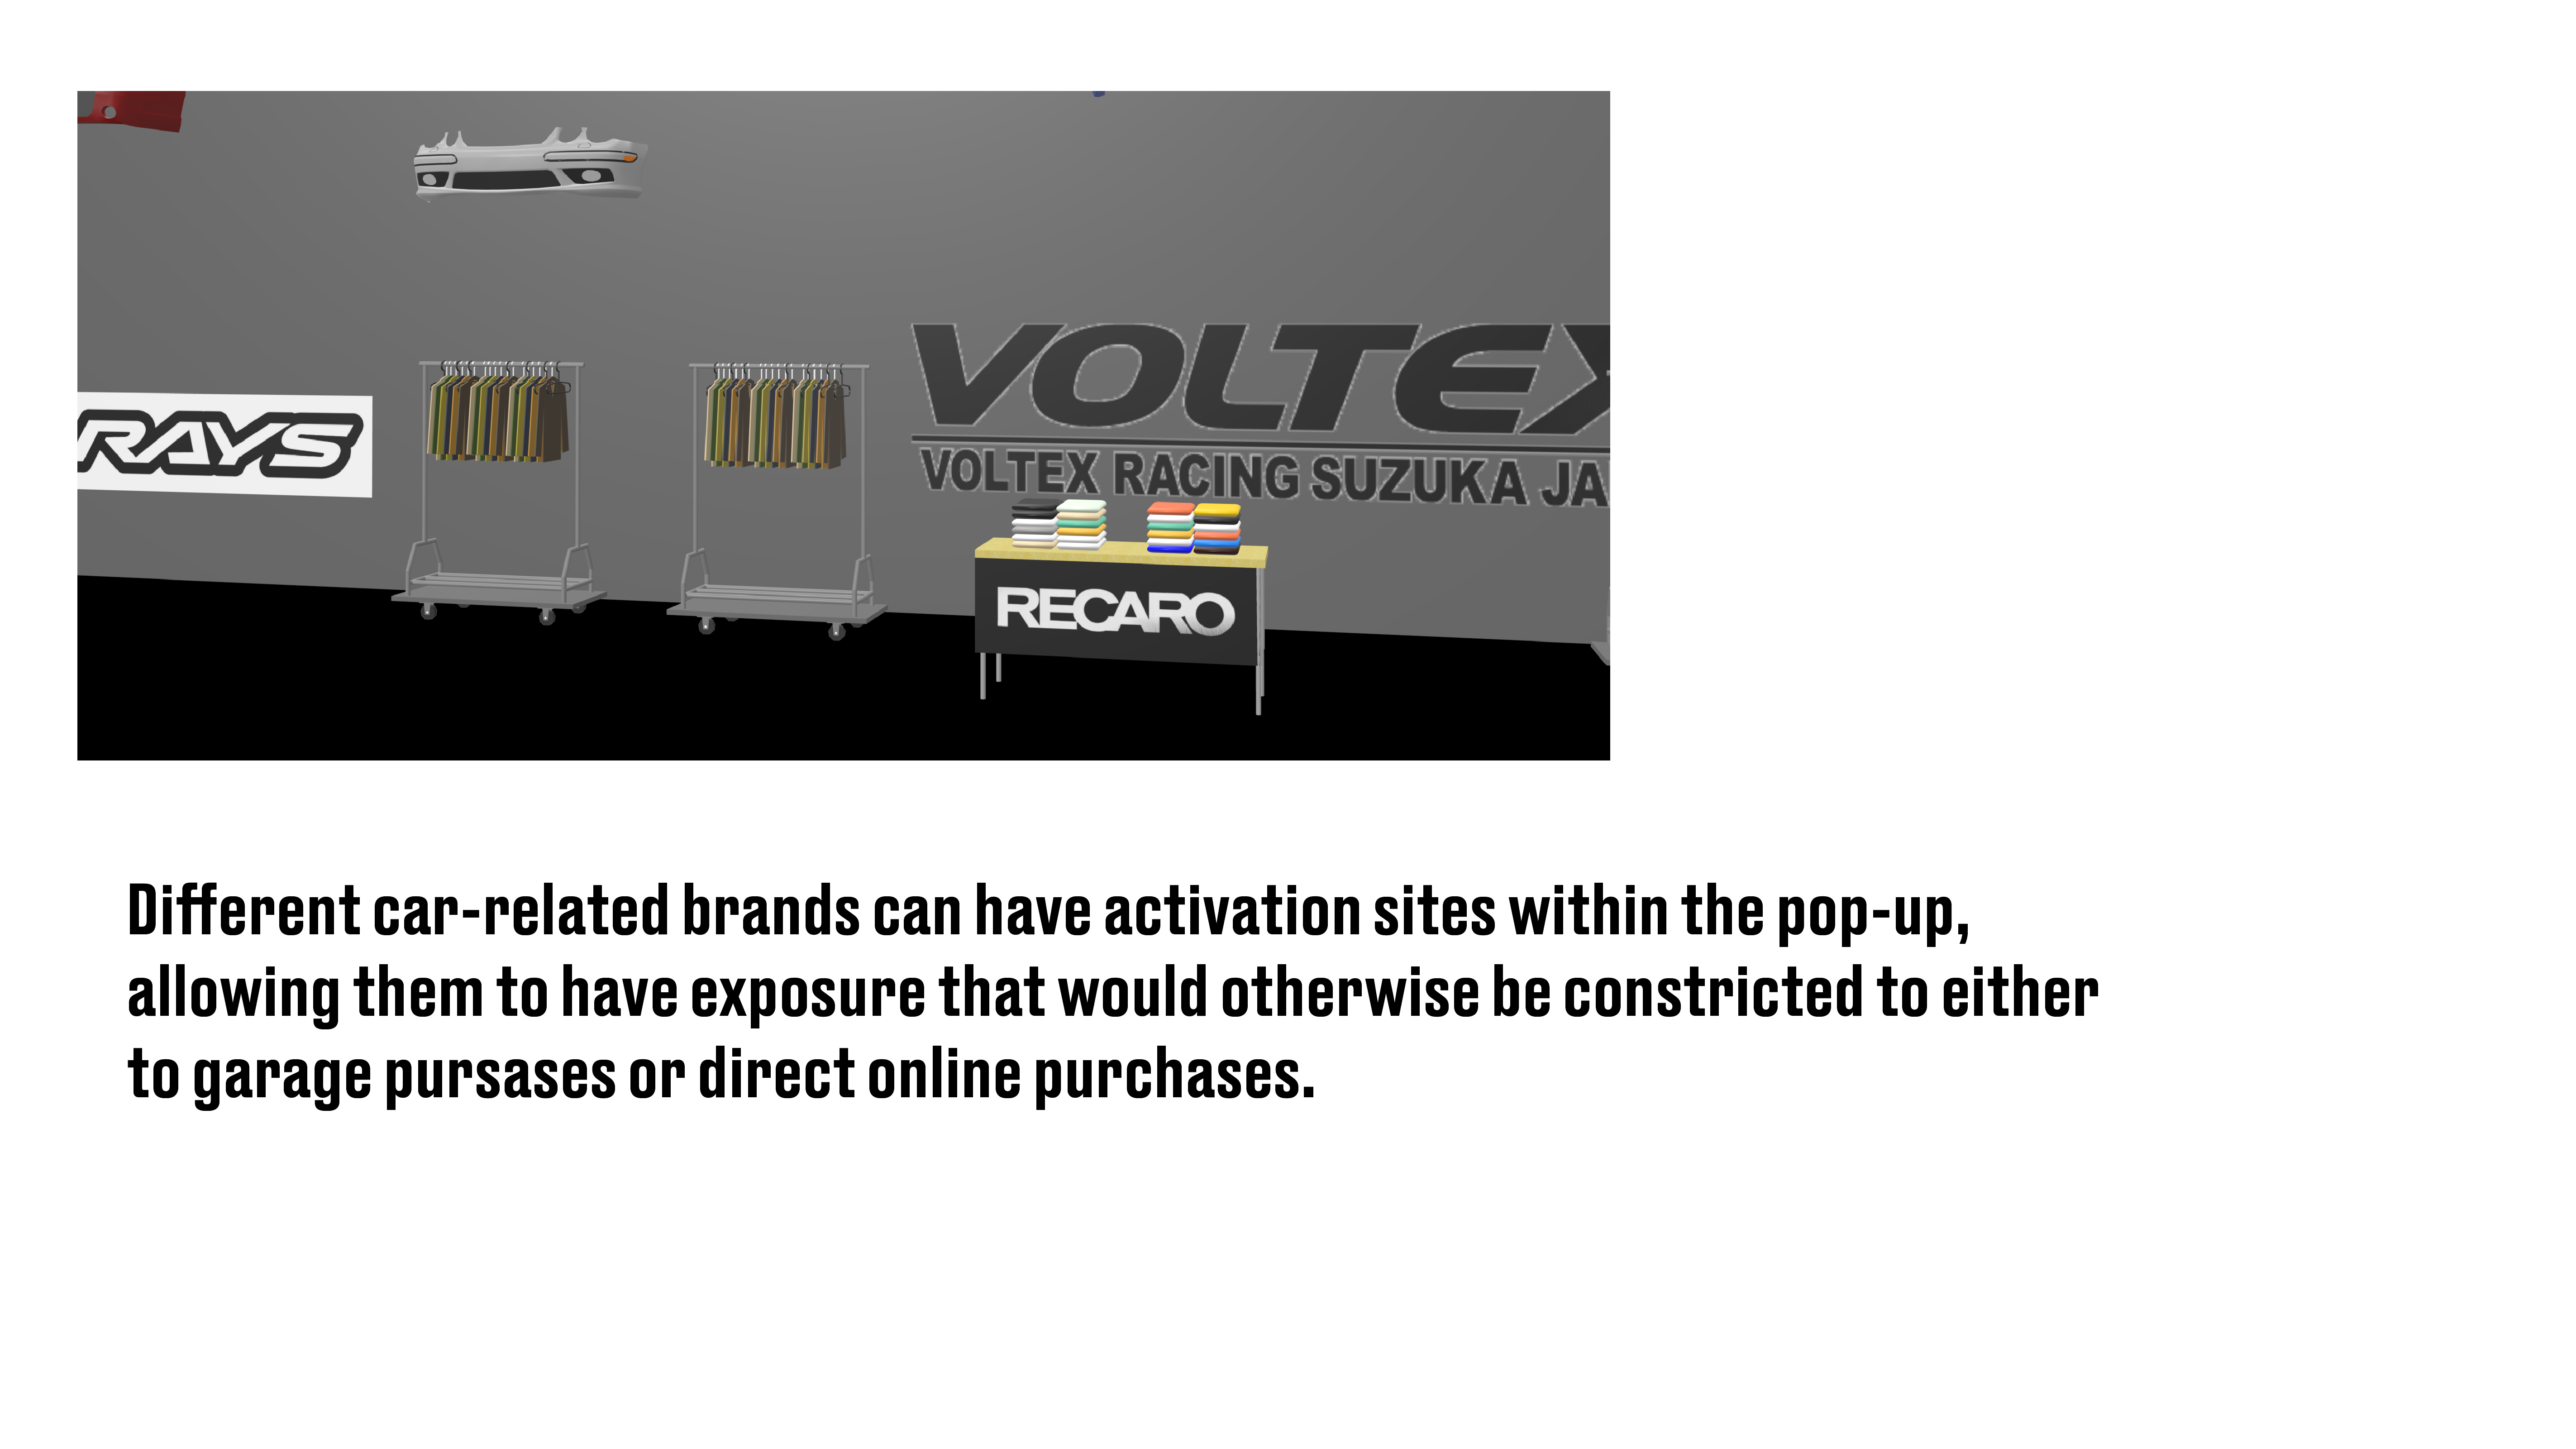 RAYS
VOLTEX
VOLTEX RACING SUZUKA JA
RECARO
Different car-related brands can have activation sites within the pop-up,
allowing them to have exposure that would otherwise be constricted to either
to garage pursases or direct online purchases.